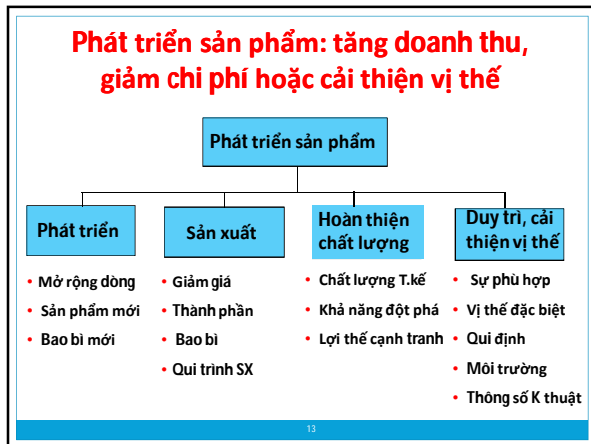 Phát triển sản phẩm: tăng doanh thu,
giảm chi phí hoặc cải thiện vị thế
Phát triển sản phẩm
Phát triển
• Mở rộng dòng
• Sản phẩm mới
• Bao bì mới
Sản xuất
• Giảm giá
• Thành phần
• Bao bì
• Qui trình SX
Hoàn thiện
chất lượng
• Chất lượng T.kế
• Khả năng đột phá
• Lợi thế cạnh tranh
Duy trì, cải
thiện vị thế
• Sự phù hợp
• Vị thế đặc biệt
• Qui định
• Môi trường
• Thông số K thuật
13